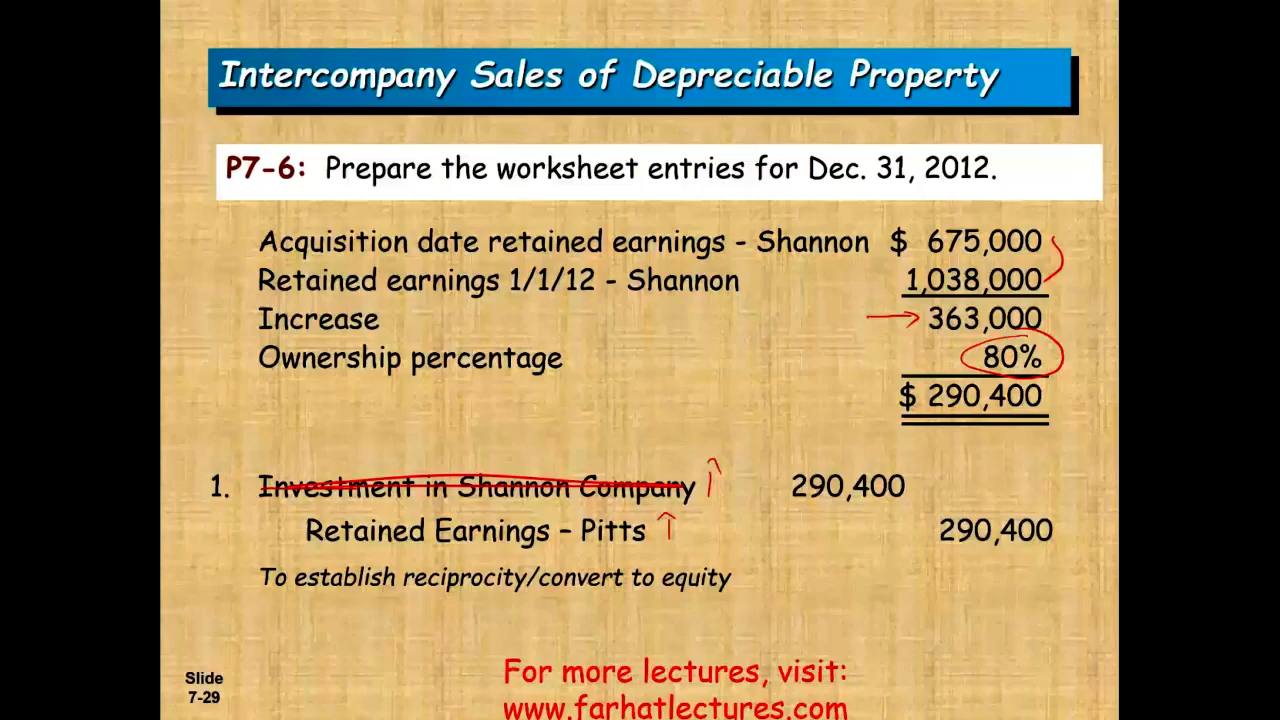 Intercompany Sales of Depreciable Property
P7-6: Prepare the worksheet entries for Dec. 31, 2012.
Acquisition date retained earnings - Shannon $ 675,000
Retained earnings 1/1/12 - Shannon 1,038,000
Increase 363,000
Ownership percentage 80%
$ 290,400
1. Investment in Shannon Company 290,400
Retained Earnings – Pitts 290,400
To establish reciprocity/convert to equity
Slide
7-29
For more lectures, visit:
www.farhatlectures.com